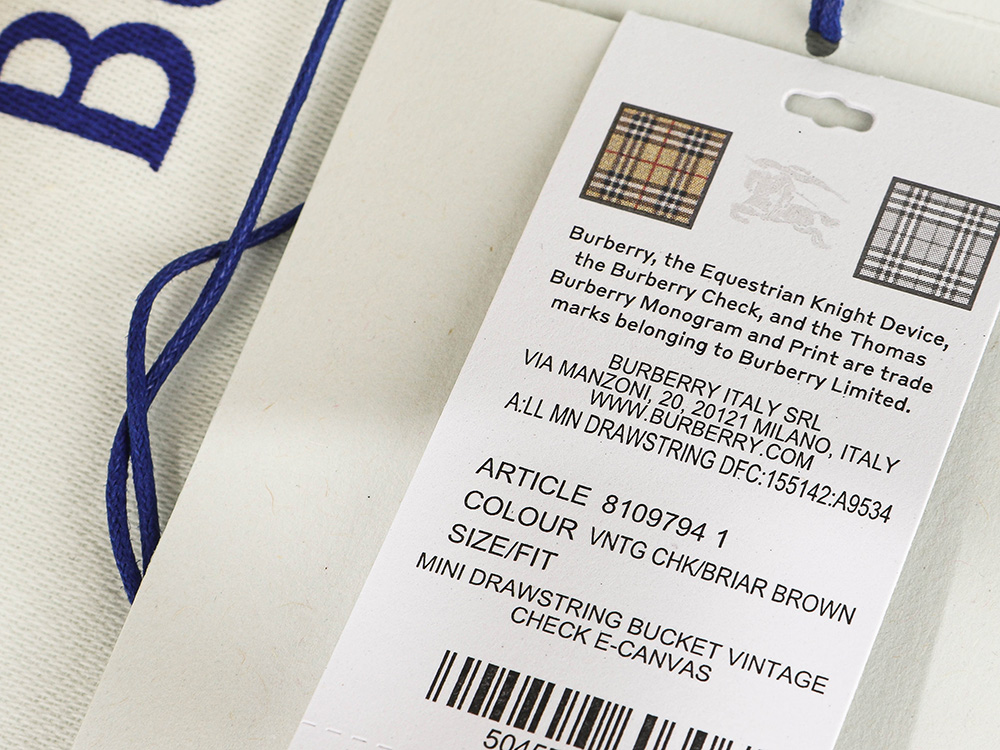 Burberry, the Equestrian Knight Device,
the Burberry Check, and the Thomas
Burberry Monogram and Print are trade
marks belonging to Burberry Limited.
BURBERRY ITALY SRL
VIA MANZONI, 20, 20121 MILANO, ITALY
WWW.BURBERRY.COM
A:LL MN DRAWSTRING DFC:155142:A9534
ARTICLE 8109794 1
COLOUR VNTG CHK/BRIAR BROWN
SIZE/FIT
MINI DRAWSTRING BUCKET VINTAGE
CHECK E-CANVAS